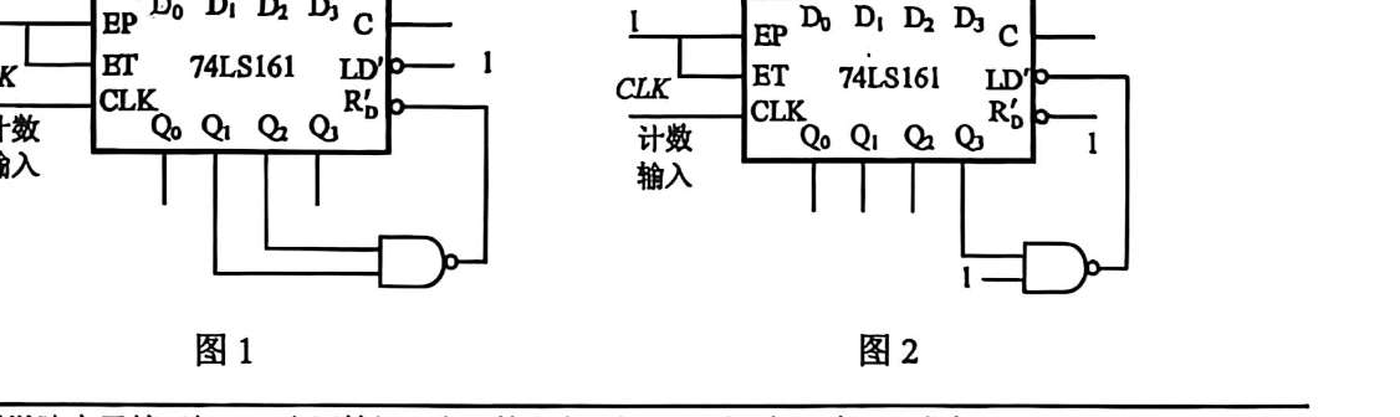 D₀ D₁ D₂ D₃
EP
C
ET
74LS161
LD'
1
K
CLK
R'D
计数
Q₀ Q₁ Q₂ Q₃
输入
图 1
1
D₀ D₁ D₂ D₃
EP
C
ET
74LS161
LD'
CLK
CLK
R'D
1
计数
Q₀ Q₁ Q₂ Q₃
输入
1
图 2